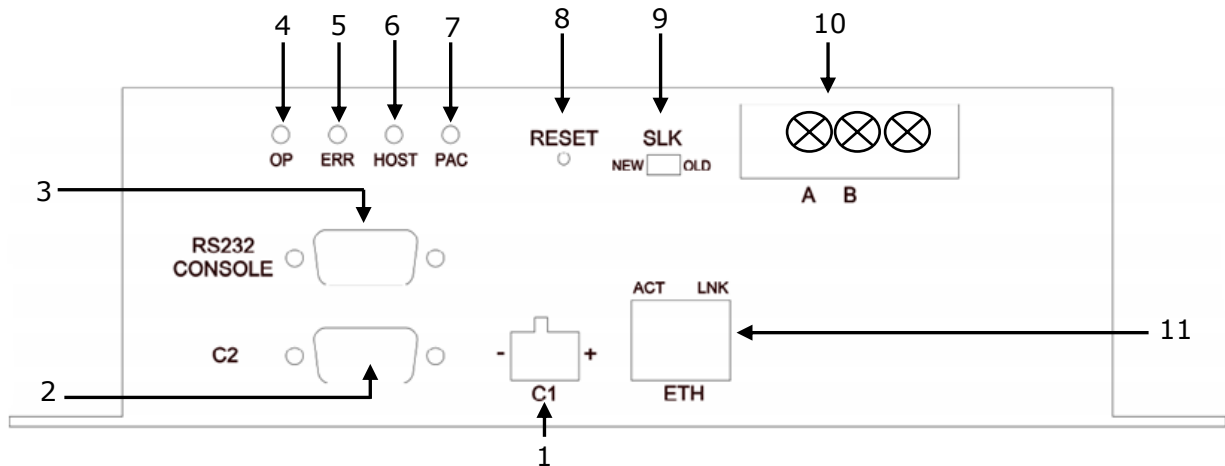 4 5 6 7 8 9 10
RESET SLK
OP ERR HOST PAC NEW OLD
3 A B
RS232
CONSOLE
ACT LNK
11
C2 - +
2 C1 ETH
1